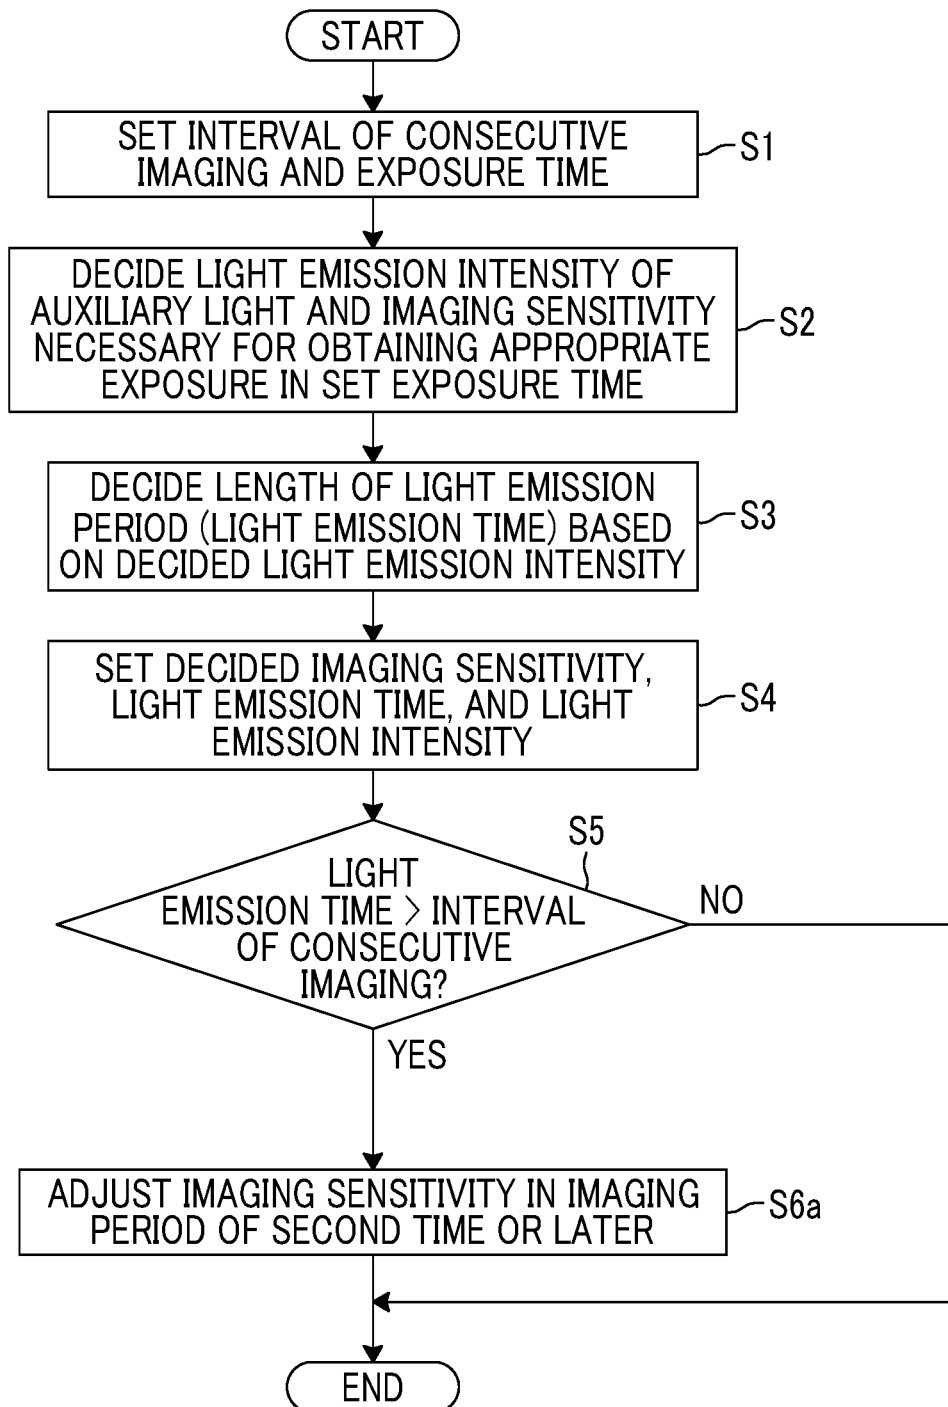 START
SET INTERVAL OF CONSECUTIVE
IMAGING AND EXPOSURE TIME
S1
DECIDE LIGHT EMISSION INTENSITY OF
AUXILIARY LIGHT AND IMAGING SENSITIVITY
NECESSARY FOR OBTAINING APPROPRIATE
EXPOSURE IN SET EXPOSURE TIME
S2
DECIDE LENGTH OF LIGHT EMISSION
PERIOD (LIGHT EMISSION TIME) BASED
ON DECIDED LIGHT EMISSION INTENSITY
S3
SET DECIDED IMAGING SENSITIVITY,
LIGHT EMISSION TIME, AND LIGHT
EMISSION INTENSITY
S4
S5
LIGHT
EMISSION TIME > INTERVAL
OF CONSECUTIVE
IMAGING?
NO
YES
ADJUST IMAGING SENSITIVITY IN IMAGING
PERIOD OF SECOND TIME OR LATER
S6a
END